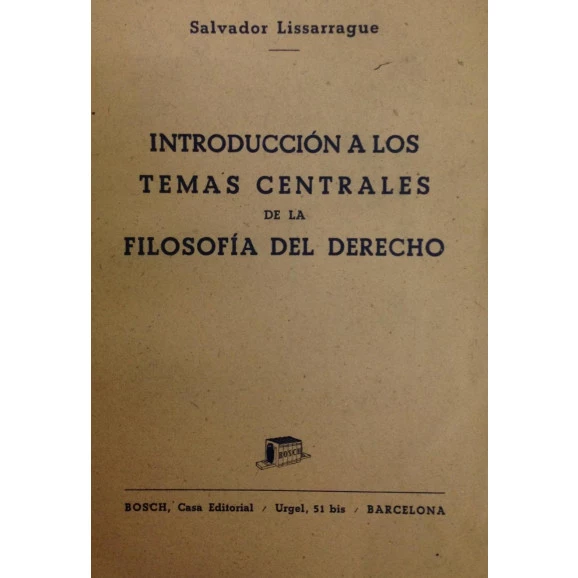 Salvador Lissarrague
INTRODUCCIÓN A LOS
TEMAS CENTRALES
DE LA
FILOSOFÍA DEL DERECHO
BOSCH
BOSCH, Casa Editorial / Urgel, 51 bis / BARCELONA